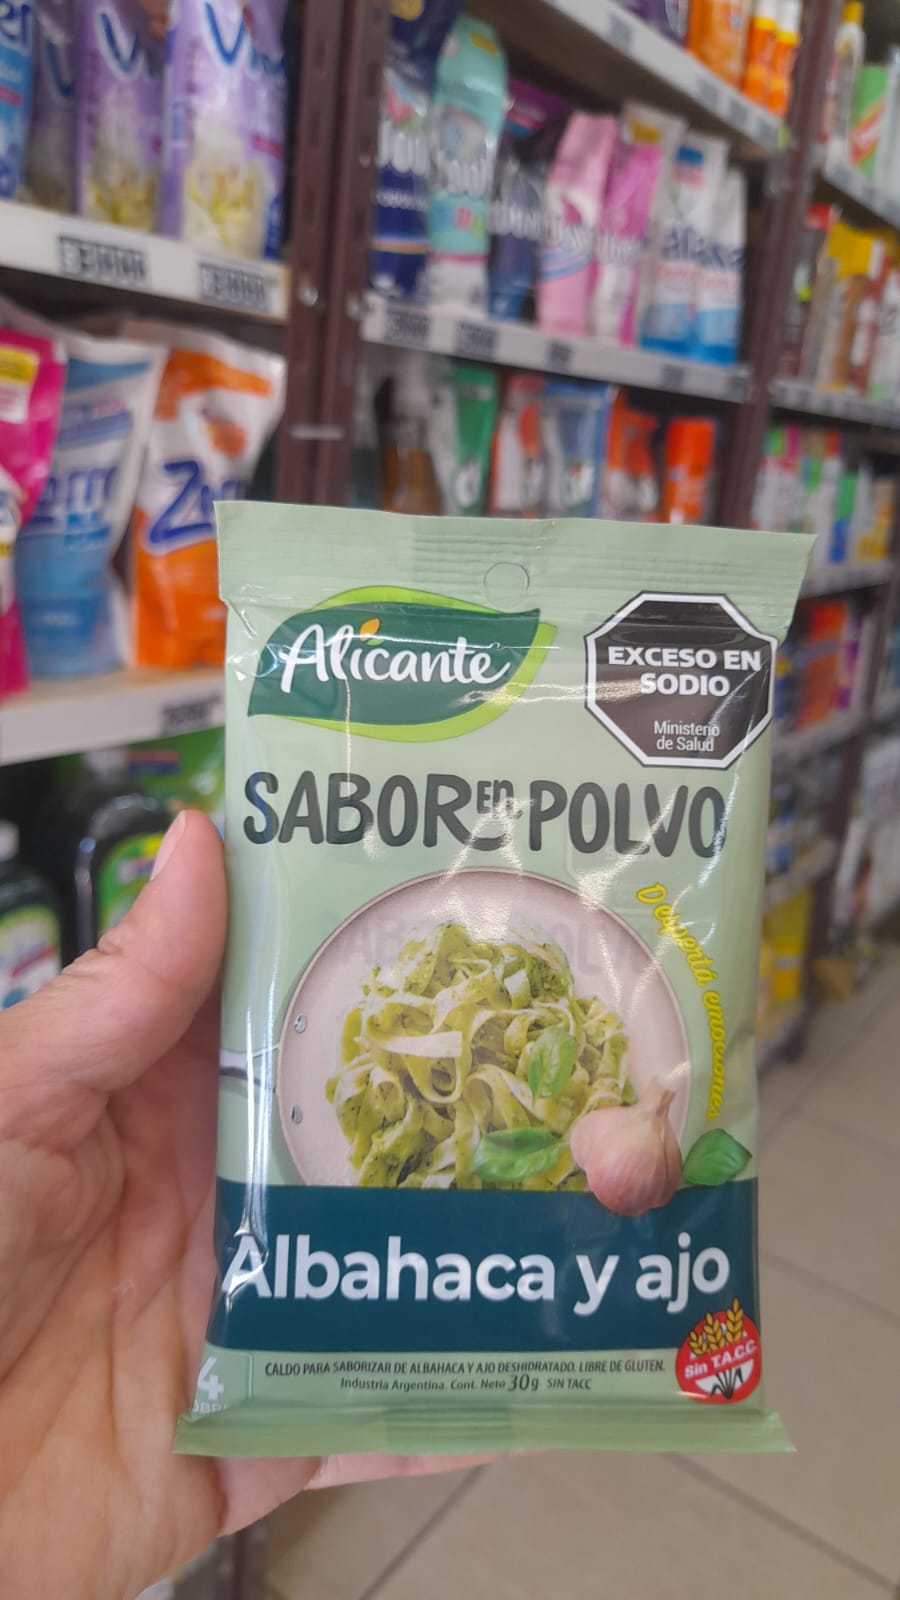 Alicante
EXCESO EN
SODIO
Ministerio
de Salud
SABOR en POLVO
Despertá emociones
Albahaca y ajo
Sin T.A.C.C.
CALDO PARA SABORIZAR DE ALBAHACA Y AJO DESHIDRATADO. LIBRE DE GLUTEN.
Industria Argentina. Cont. Neto 30g. SIN TACC
4